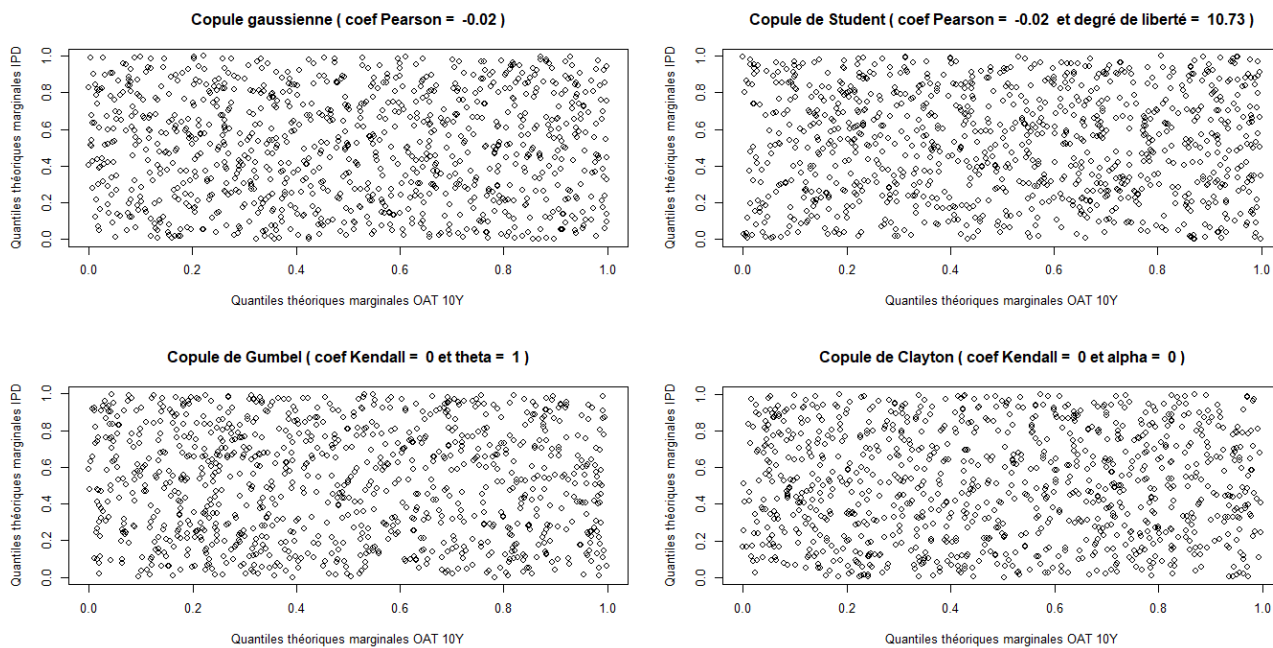 Copule gaussienne ( coef Pearson =  -0.02 )
Quantiles théoriques marginales IPD
0.0 0.2 0.4 0.6 0.8 1.0
0.0 0.2 0.4 0.6 0.8 1.0
Quantiles théoriques marginales OAT 10Y
Copule de Student ( coef Pearson =  -0.02  et degré de liberté =  10.73 )
Quantiles théoriques marginales IPD
0.0 0.2 0.4 0.6 0.8 1.0
0.0 0.2 0.4 0.6 0.8 1.0
Quantiles théoriques marginales OAT 10Y
Copule de Gumbel ( coef Kendall =  0 et theta =  1 )
Quantiles théoriques marginales IPD
0.0 0.2 0.4 0.6 0.8 1.0
0.0 0.2 0.4 0.6 0.8 1.0
Quantiles théoriques marginales OAT 10Y
Copule de Clayton ( coef Kendall =  0 et alpha =  0 )
Quantiles théoriques marginales IPD
0.0 0.2 0.4 0.6 0.8 1.0
0.0 0.2 0.4 0.6 0.8 1.0
Quantiles théoriques marginales OAT 10Y